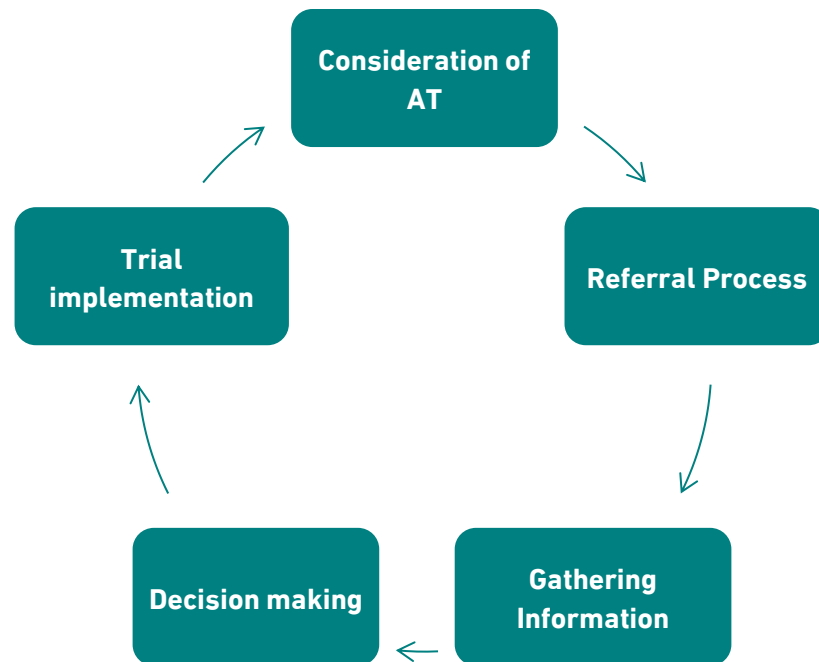 Consideration of
AT
Referral Process
Gathering
Information
Decision making
Trial
implementation